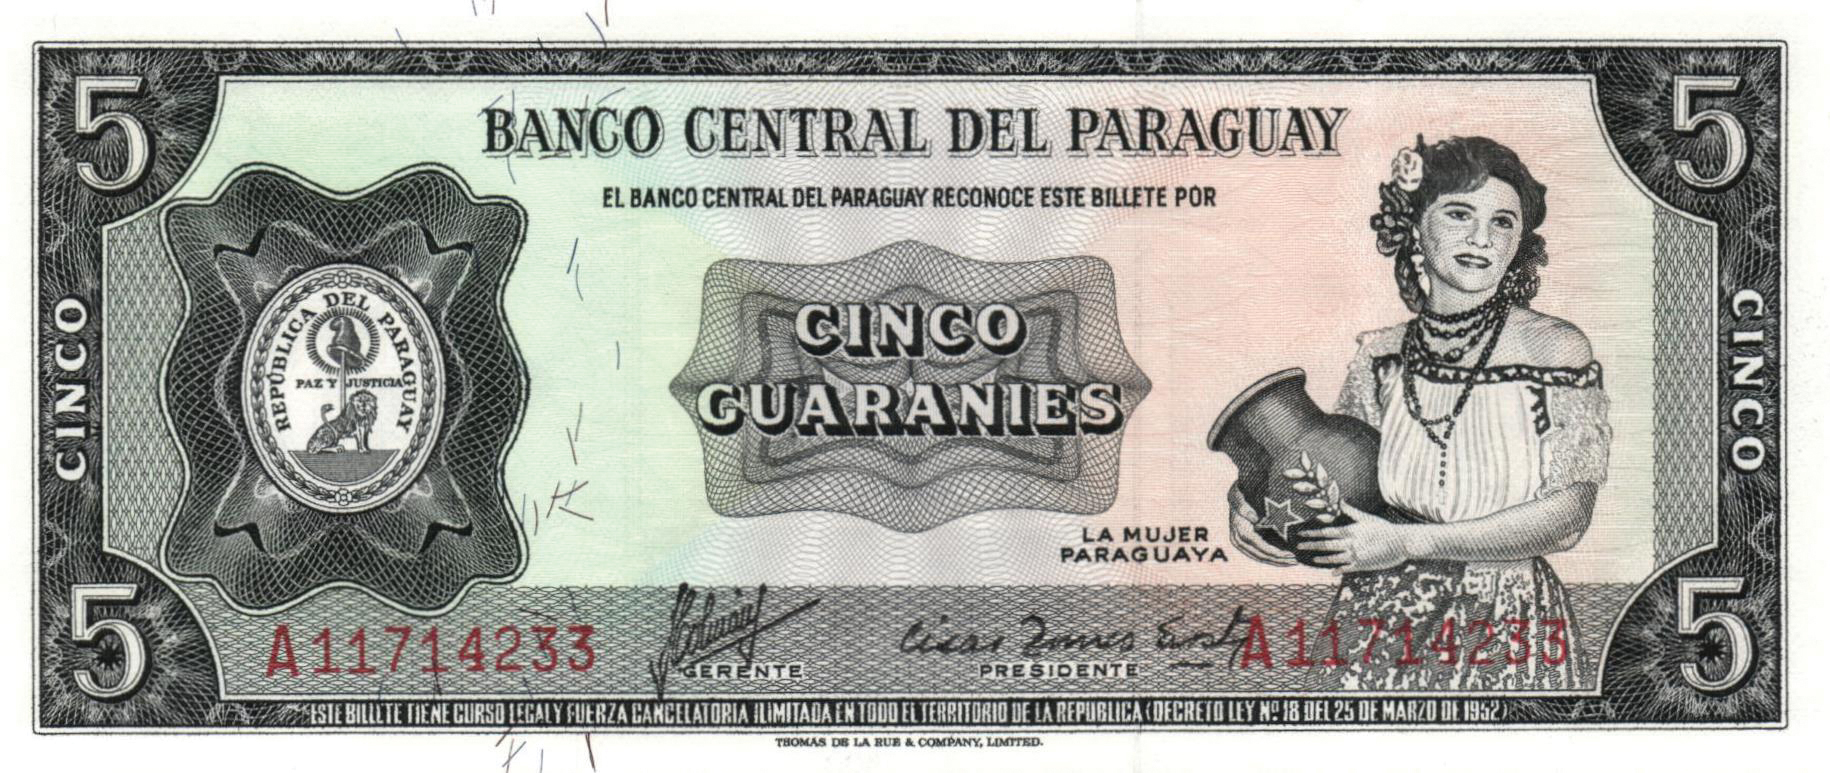 5
5
BANCO CENTRAL DEL PARAGUAY
EL BANCO CENTRAL DEL PARAGUAY RECONOCE ESTE BILLETE POR
REPÚBLICA DEL PARAGUAY
PAZ Y JUSTICIA
CINCO
CINCO
GUARANIES
CINCO
LA MUJER
PARAGUAYA
5
5
A11714233
A11714233
GERENTE
PRESIDENTE
ESTE BILLETE TIENE CURSO LEGAL Y FUERZA CANCELATORIA ILIMITADA EN TODO EL TERRITORIO DE LA REPUBLICA (DECRETO LEY Nº 18 DEL 25 DE MARZO DE 1952)
THOMAS DE LA RUE & COMPANY, LIMITED.